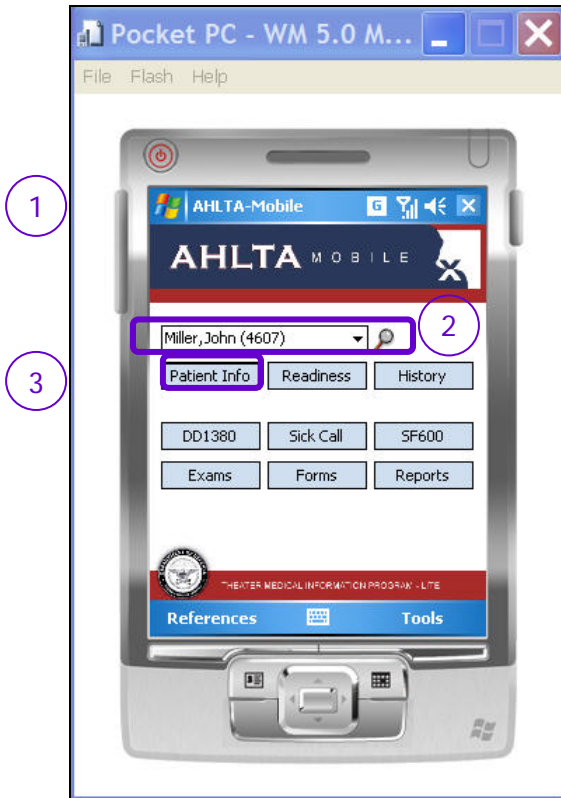 Pocket PC - WM 5.0 M...
File Flash Help
1
AHLTA-Mobile G
AHLTA MOBILE
Miller,John (4607)
2
3
Patient Info Readiness History
DD1380 Sick Call SF600
Exams Forms Reports
THEATER MEDICAL INFORMATION PROGRAM - LITE
References Tools